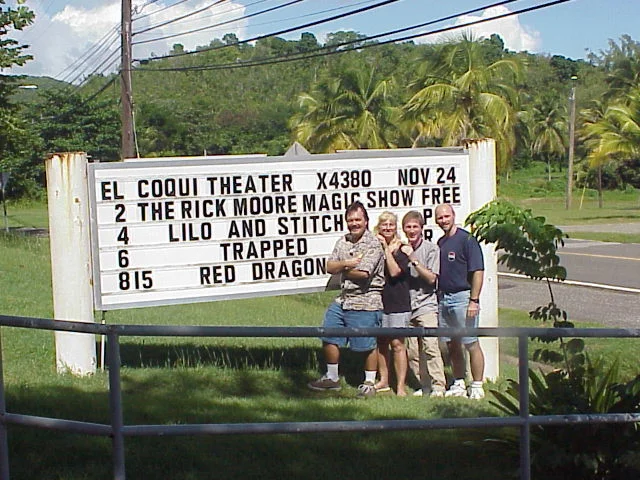 EL COQUI THEATER X4380 NOV 24
2 THE RICK MOORE MAGIC SHOW FREE
4 LILO AND STITCH P
6 TRAPPED R
815 RED DRAGON